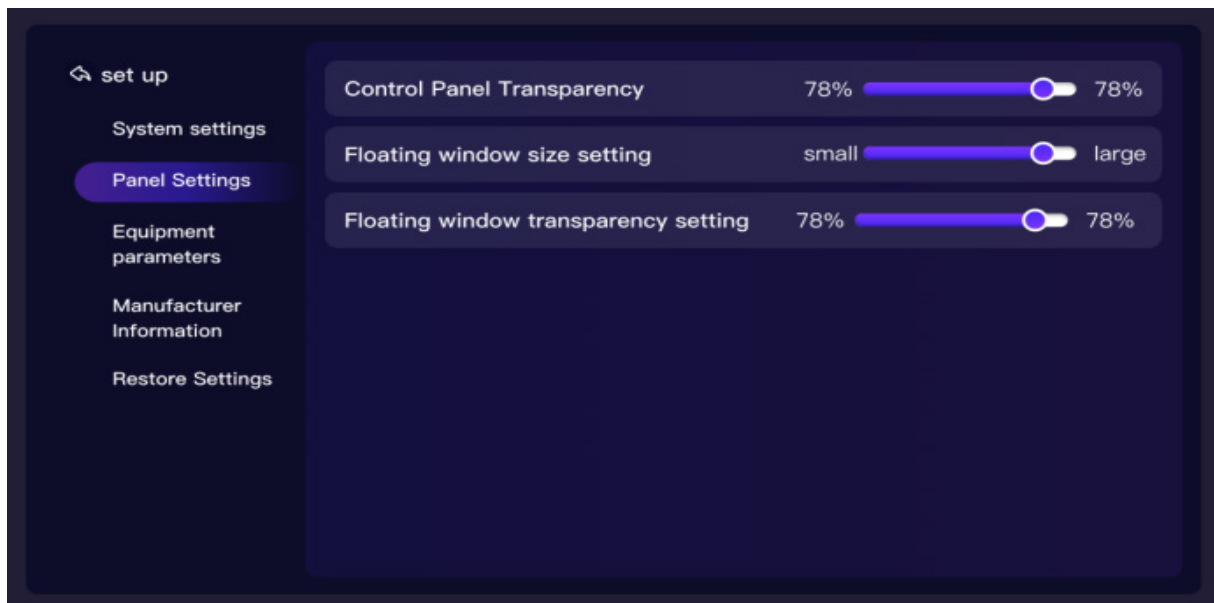 set up
System settings
Panel Settings
Equipment
parameters
Manufacturer
Information
Restore Settings
Control Panel Transparency 78% 78%
Floating window size setting small large
Floating window transparency setting 78% 78%